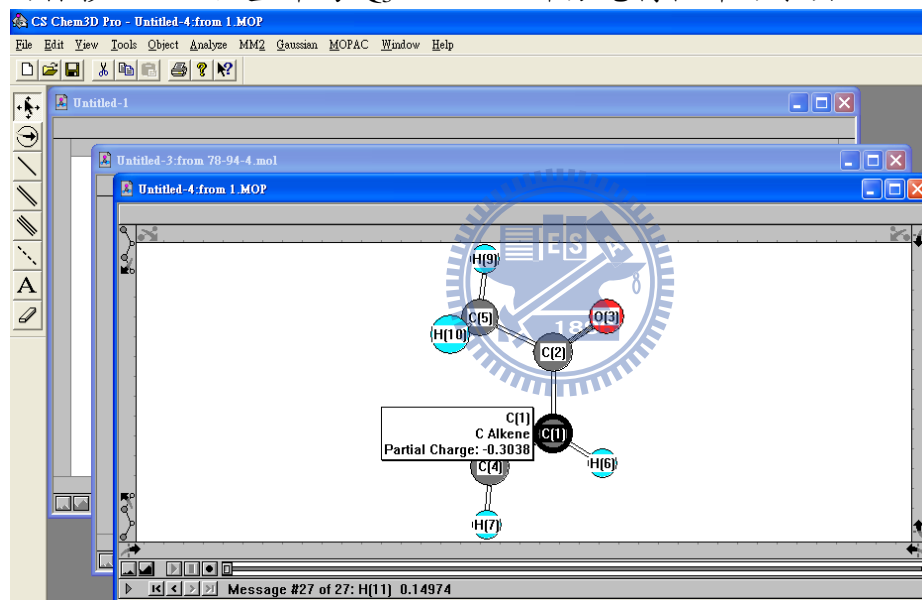 CS Chem3D Pro - Untitled-4:from 1.MOP
File Edit View Tools Object Analyze MM2 Gaussian MOPAC Window Help
Untitled-1
Untitled-3:from 78-94-4.mol
Untitled-4:from 1.MOP
A
H(9)
C(5)
O(3)
H(10)
C(2)
C(1)
C Alkene
Partial Charge: -0.3038
C(1)
H(6)
C(4)
H(7)
Message #27 of 27: H(11) 0.14974
ES
8